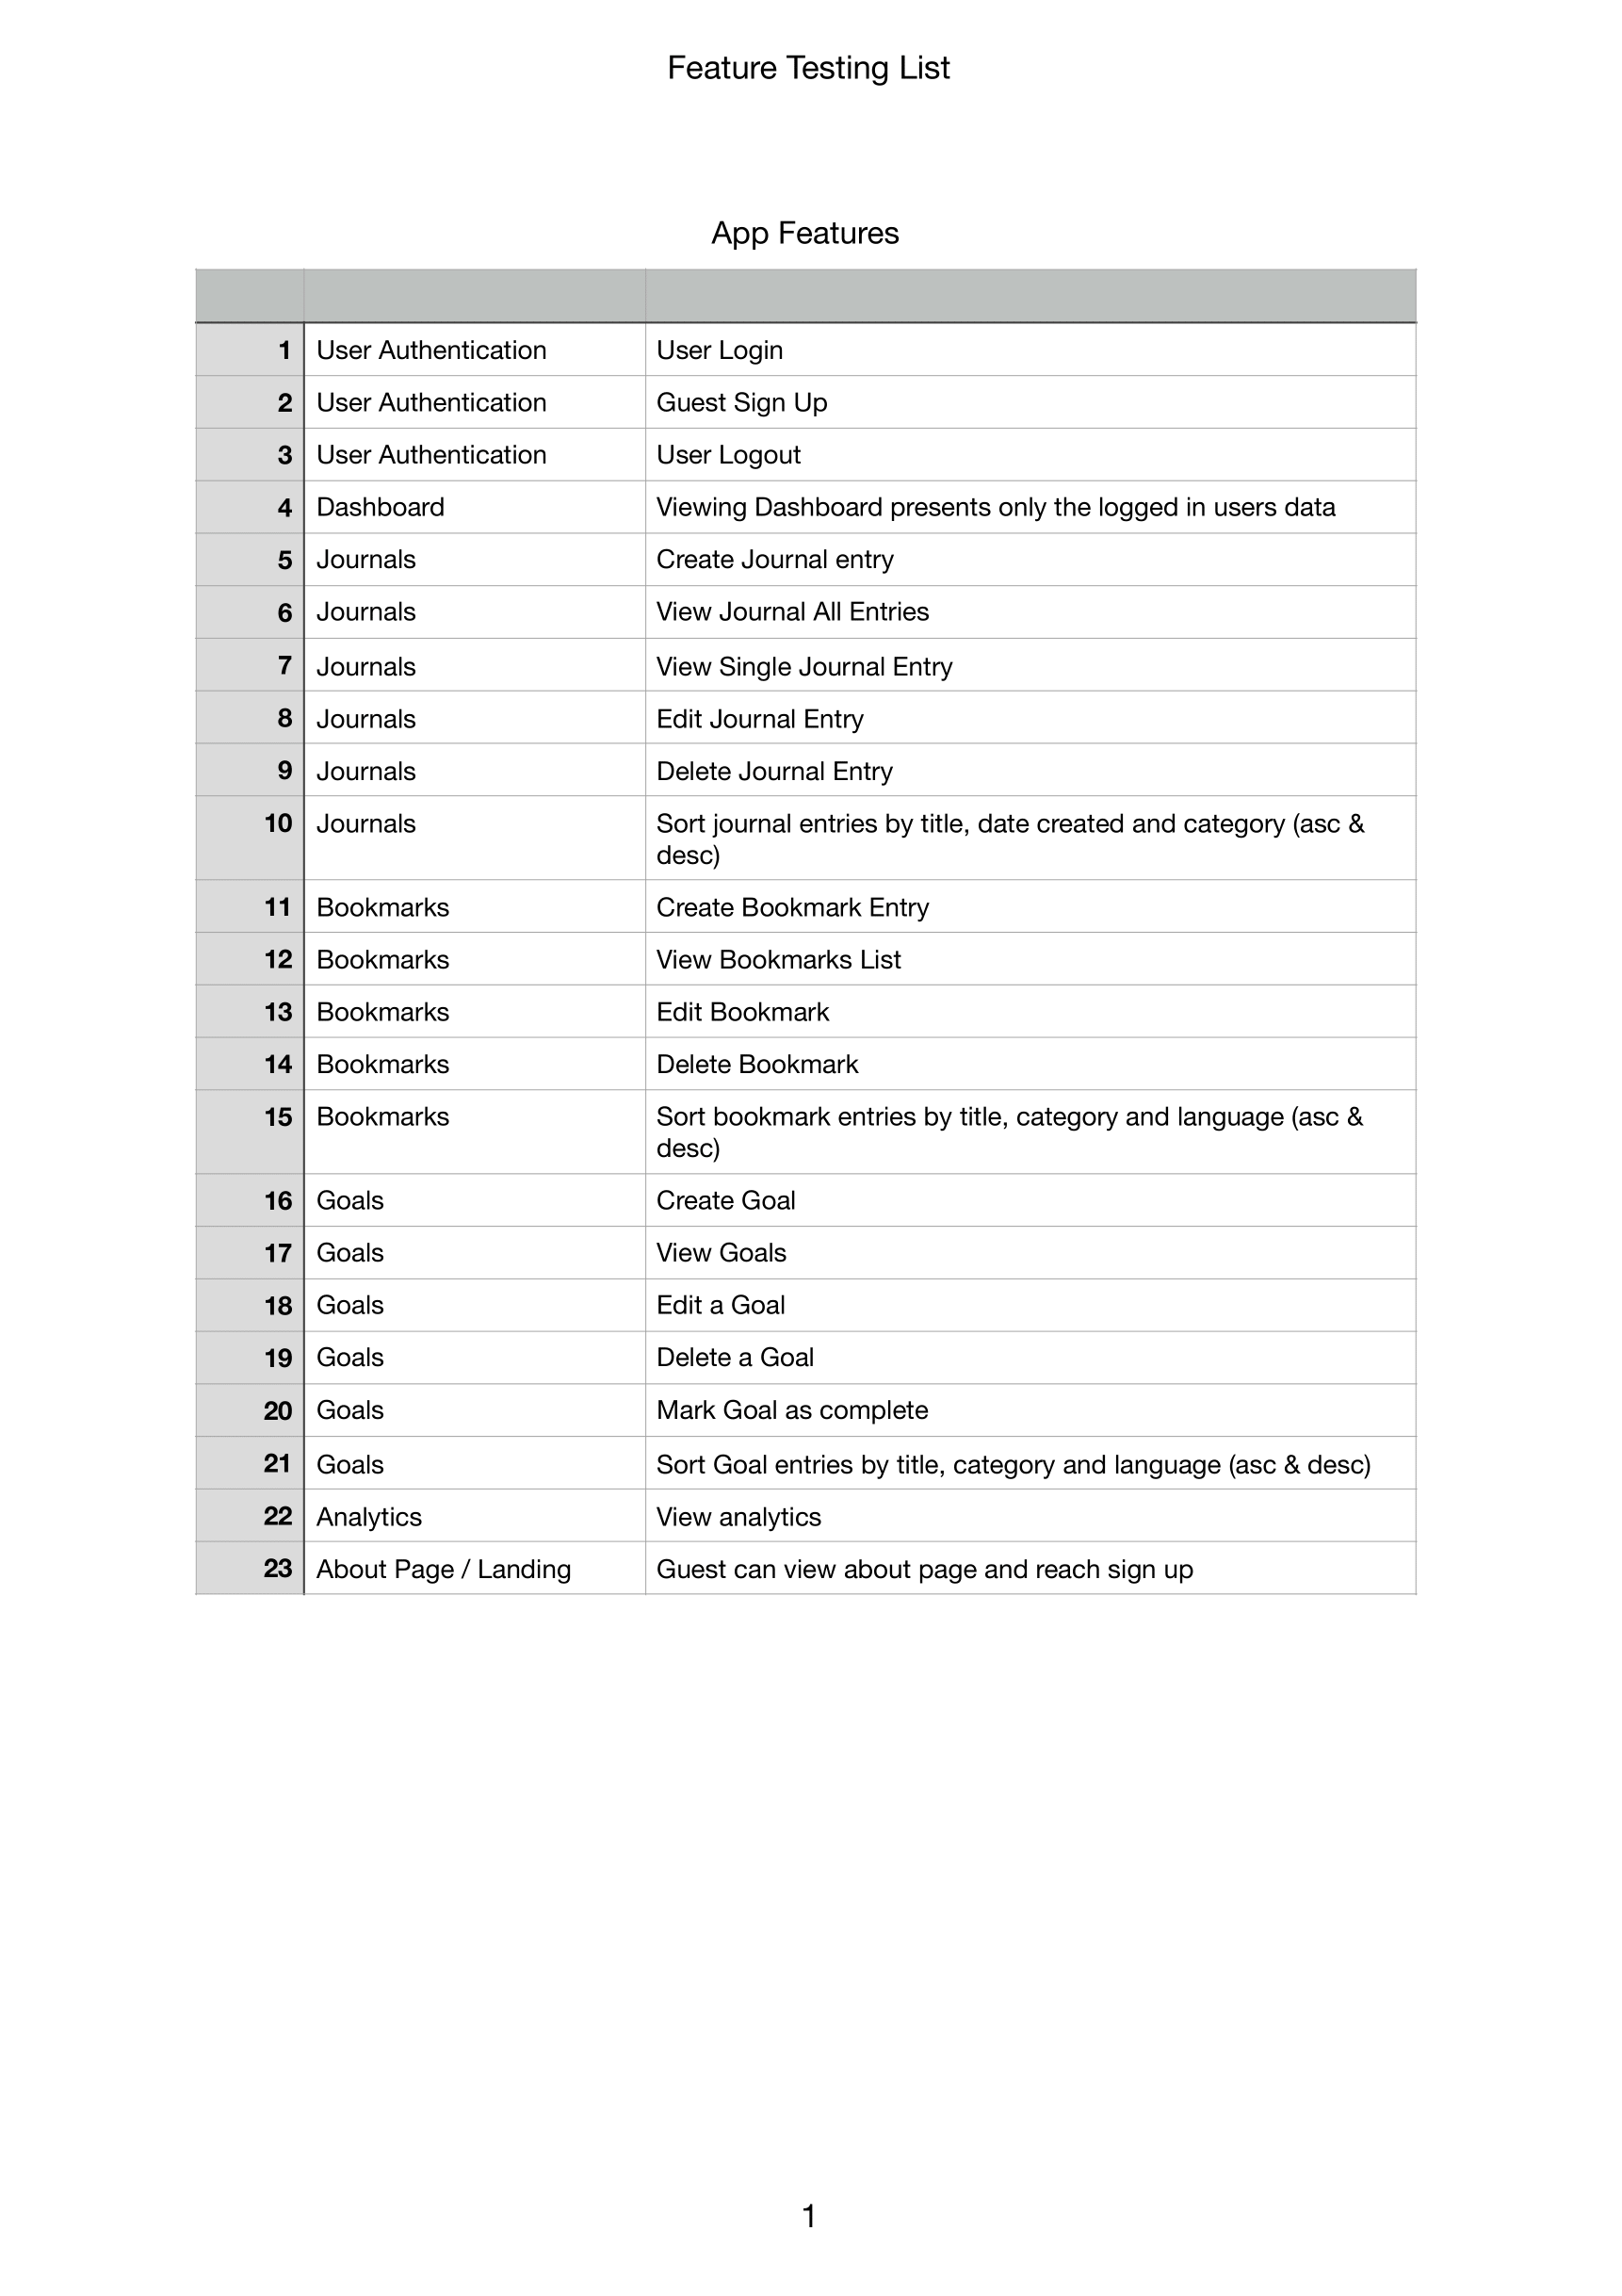 Feature Testing List
App Features
1 User Authentication User Login
2 User Authentication Guest Sign Up
3 User Authentication User Logout
4 Dashboard Viewing Dashboard presents only the logged in users data
5 Journals Create Journal entry
6 Journals View Journal All Entries
7 Journals View Single Journal Entry
8 Journals Edit Journal Entry
9 Journals Delete Journal Entry
10 Journals Sort journal entries by title, date created and category (asc &
desc)
11 Bookmarks Create Bookmark Entry
12 Bookmarks View Bookmarks List
13 Bookmarks Edit Bookmark
14 Bookmarks Delete Bookmark
15 Bookmarks Sort bookmark entries by title, category and language (asc &
desc)
16 Goals Create Goal
17 Goals View Goals
18 Goals Edit a Goal
19 Goals Delete a Goal
20 Goals Mark Goal as complete
21 Goals Sort Goal entries by title, category and language (asc & desc)
22 Analytics View analytics
23 About Page / Landing Guest can view about page and reach sign up
1